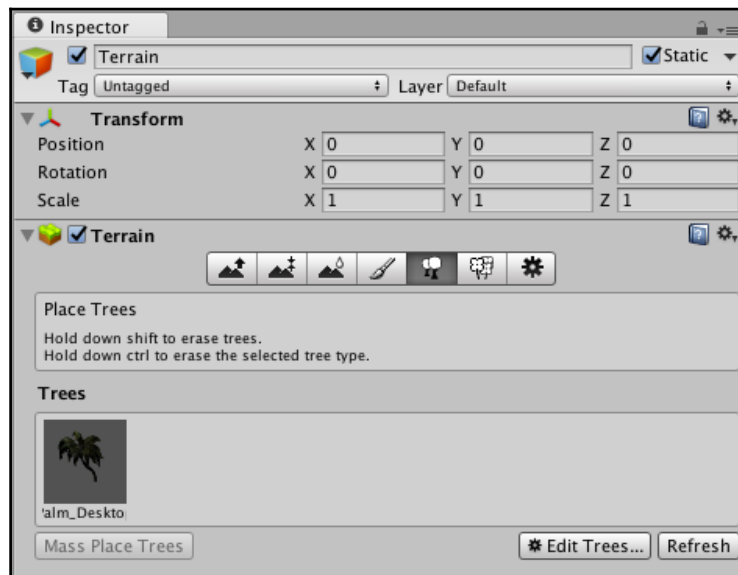 Inspector
Terrain Static
Tag Untagged Layer Default
Transform
Position X 0 Y 0 Z 0
Rotation X 0 Y 0 Z 0
Scale X 1 Y 1 Z 1
Terrain
Place Trees
Hold down shift to erase trees.
Hold down ctrl to erase the selected tree type.
Trees
alm_Deskto
Mass Place Trees Edit Trees... Refresh